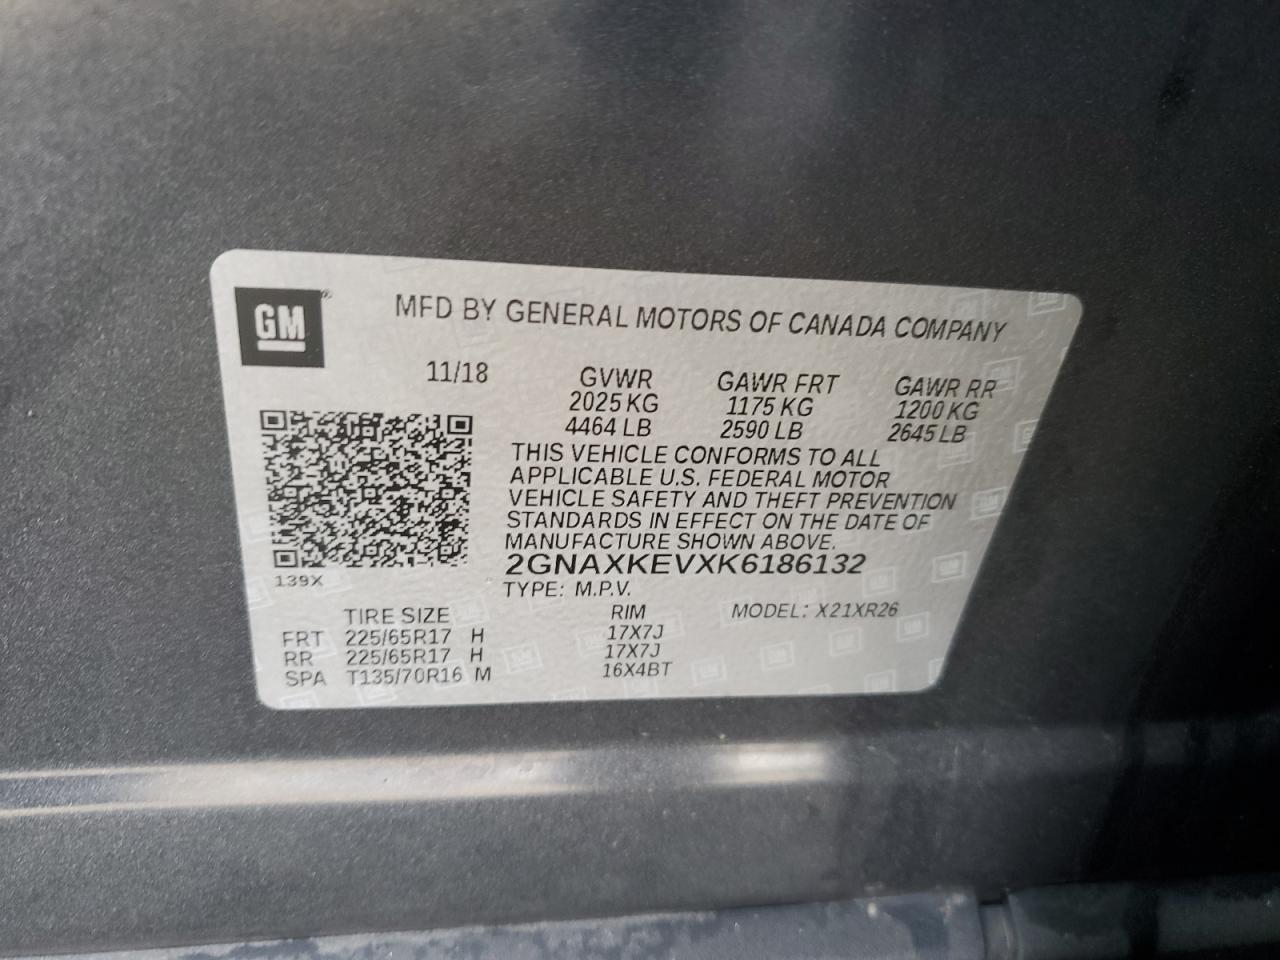 GM
MFD BY GENERAL MOTORS OF CANADA COMPANY
11/18 GVWR GAWR FRT GAWR RR
2025 KG 1175 KG 1200 KG
4464 LB 2590 LB 2645 LB
THIS VEHICLE CONFORMS TO ALL
APPLICABLE U.S. FEDERAL MOTOR
VEHICLE SAFETY AND THEFT PREVENTION
STANDARDS IN EFFECT ON THE DATE OF
MANUFACTURE SHOWN ABOVE.
2GNAXKEVXK6186132
139X
TYPE: M.P.V.
TIRE SIZE RIM MODEL: X21XR26
FRT 225/65R17 H 17X7J
RR 225/65R17 H 17X7J
SPA T135/70R16 M 16X4BT